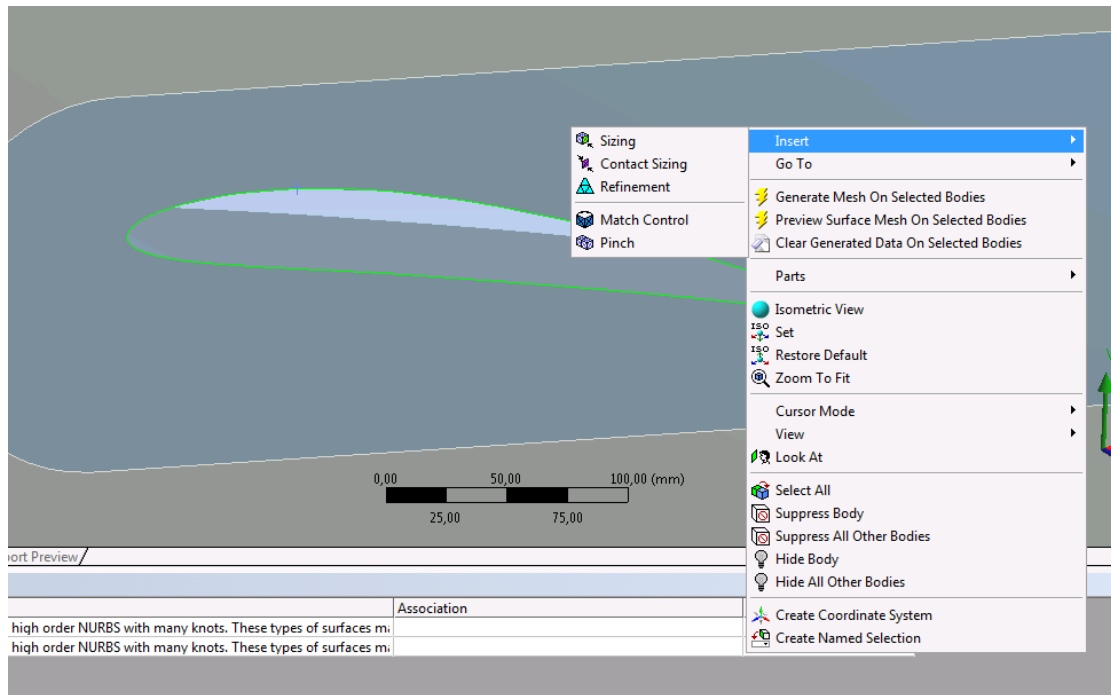 Sizing
Contact Sizing
Refinement
Match Control
Pinch
Insert
Go To
Generate Mesh On Selected Bodies
Preview Surface Mesh On Selected Bodies
Clear Generated Data On Selected Bodies
Parts
Isometric View
ISO Set
ISO Restore Default
Zoom To Fit
Cursor Mode
View
Look At
Select All
Suppress Body
Suppress All Other Bodies
Hide Body
Hide All Other Bodies
Create Coordinate System
Create Named Selection
0,00 50,00 100,00 (mm)
25,00 75,00
ort Preview
Association
high order NURBS with many knots. These types of surfaces ma
high order NURBS with many knots. These types of surfaces ma